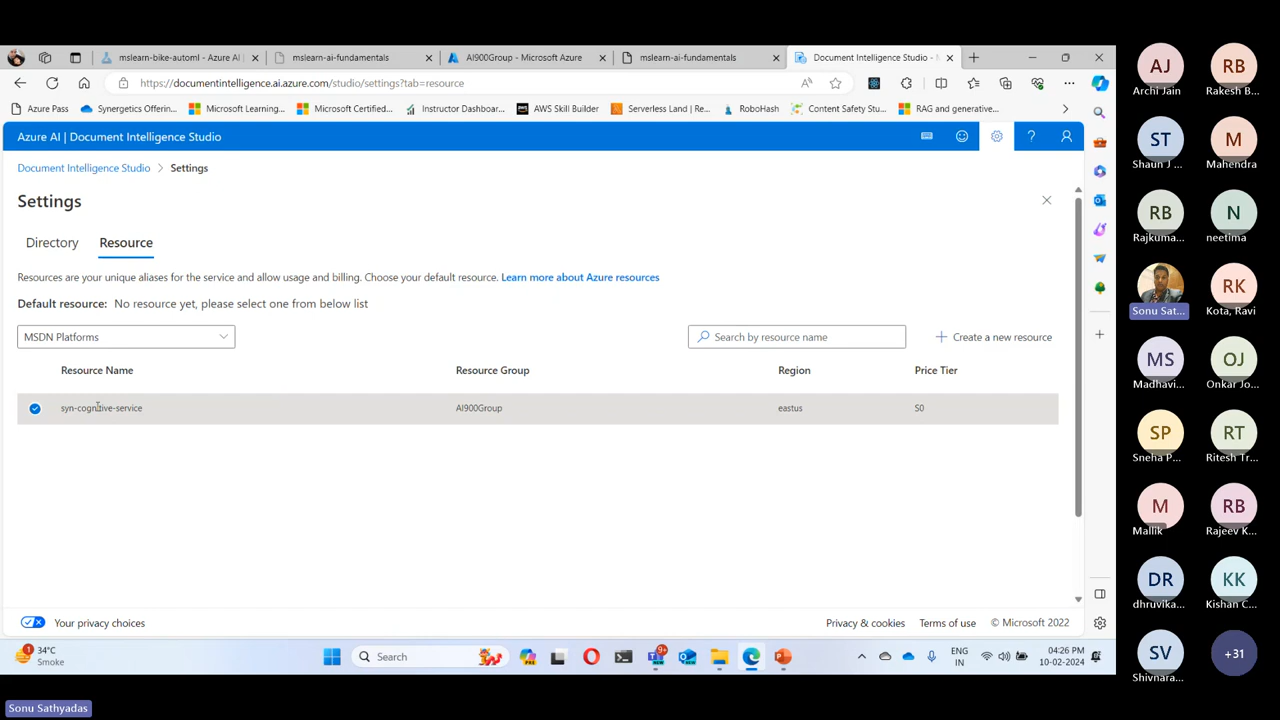 mslearn-bike-automl - Azure AI |
mslearn-ai-fundamentals
AI900Group - Microsoft Azure
mslearn-ai-fundamentals
Document Intelligence Studio -
https://documentintelligence.ai.azure.com/studio/settings?tab=resource
Azure Pass
Synergetics Offerin...
Microsoft Learning...
Microsoft Certified...
Instructor Dashboar...
AWS Skill Builder
Serverless Land | Re...
RoboHash
Content Safety Stu...
RAG and generative...
Azure AI | Document Intelligence Studio
Document Intelligence Studio > Settings
Settings
Directory
Resource
Resources are your unique aliases for the service and allow usage and billing. Choose your default resource. Learn more about Azure resources
Default resource: No resource yet, please select one from below list
MSDN Platforms
Search by resource name
+ Create a new resource
Resource Name
Resource Group
Region
Price Tier
syn-cognitive-service
AI900Group
eastus
S0
Your privacy choices
Privacy & cookies
Terms of use
© Microsoft 2022
1
34°C
Smoke
Search
9+
ENG
IN
04:26 PM
10-02-2024
Sonu Sathyadas
AJ
Archi Jain
RB
Rakesh B...
ST
Shaun J ...
M
Mahendra
RB
Rajkuma...
N
neetima
Sonu Sat...
RK
Kota, Ravi
MS
Madhavi...
OJ
Onkar Jo...
SP
Sneha P...
RT
Ritesh Tr...
M
Mallik
RB
Rajeev K...
DR
dhruvika...
KK
Kishan C...
SV
Shivnara...
+31